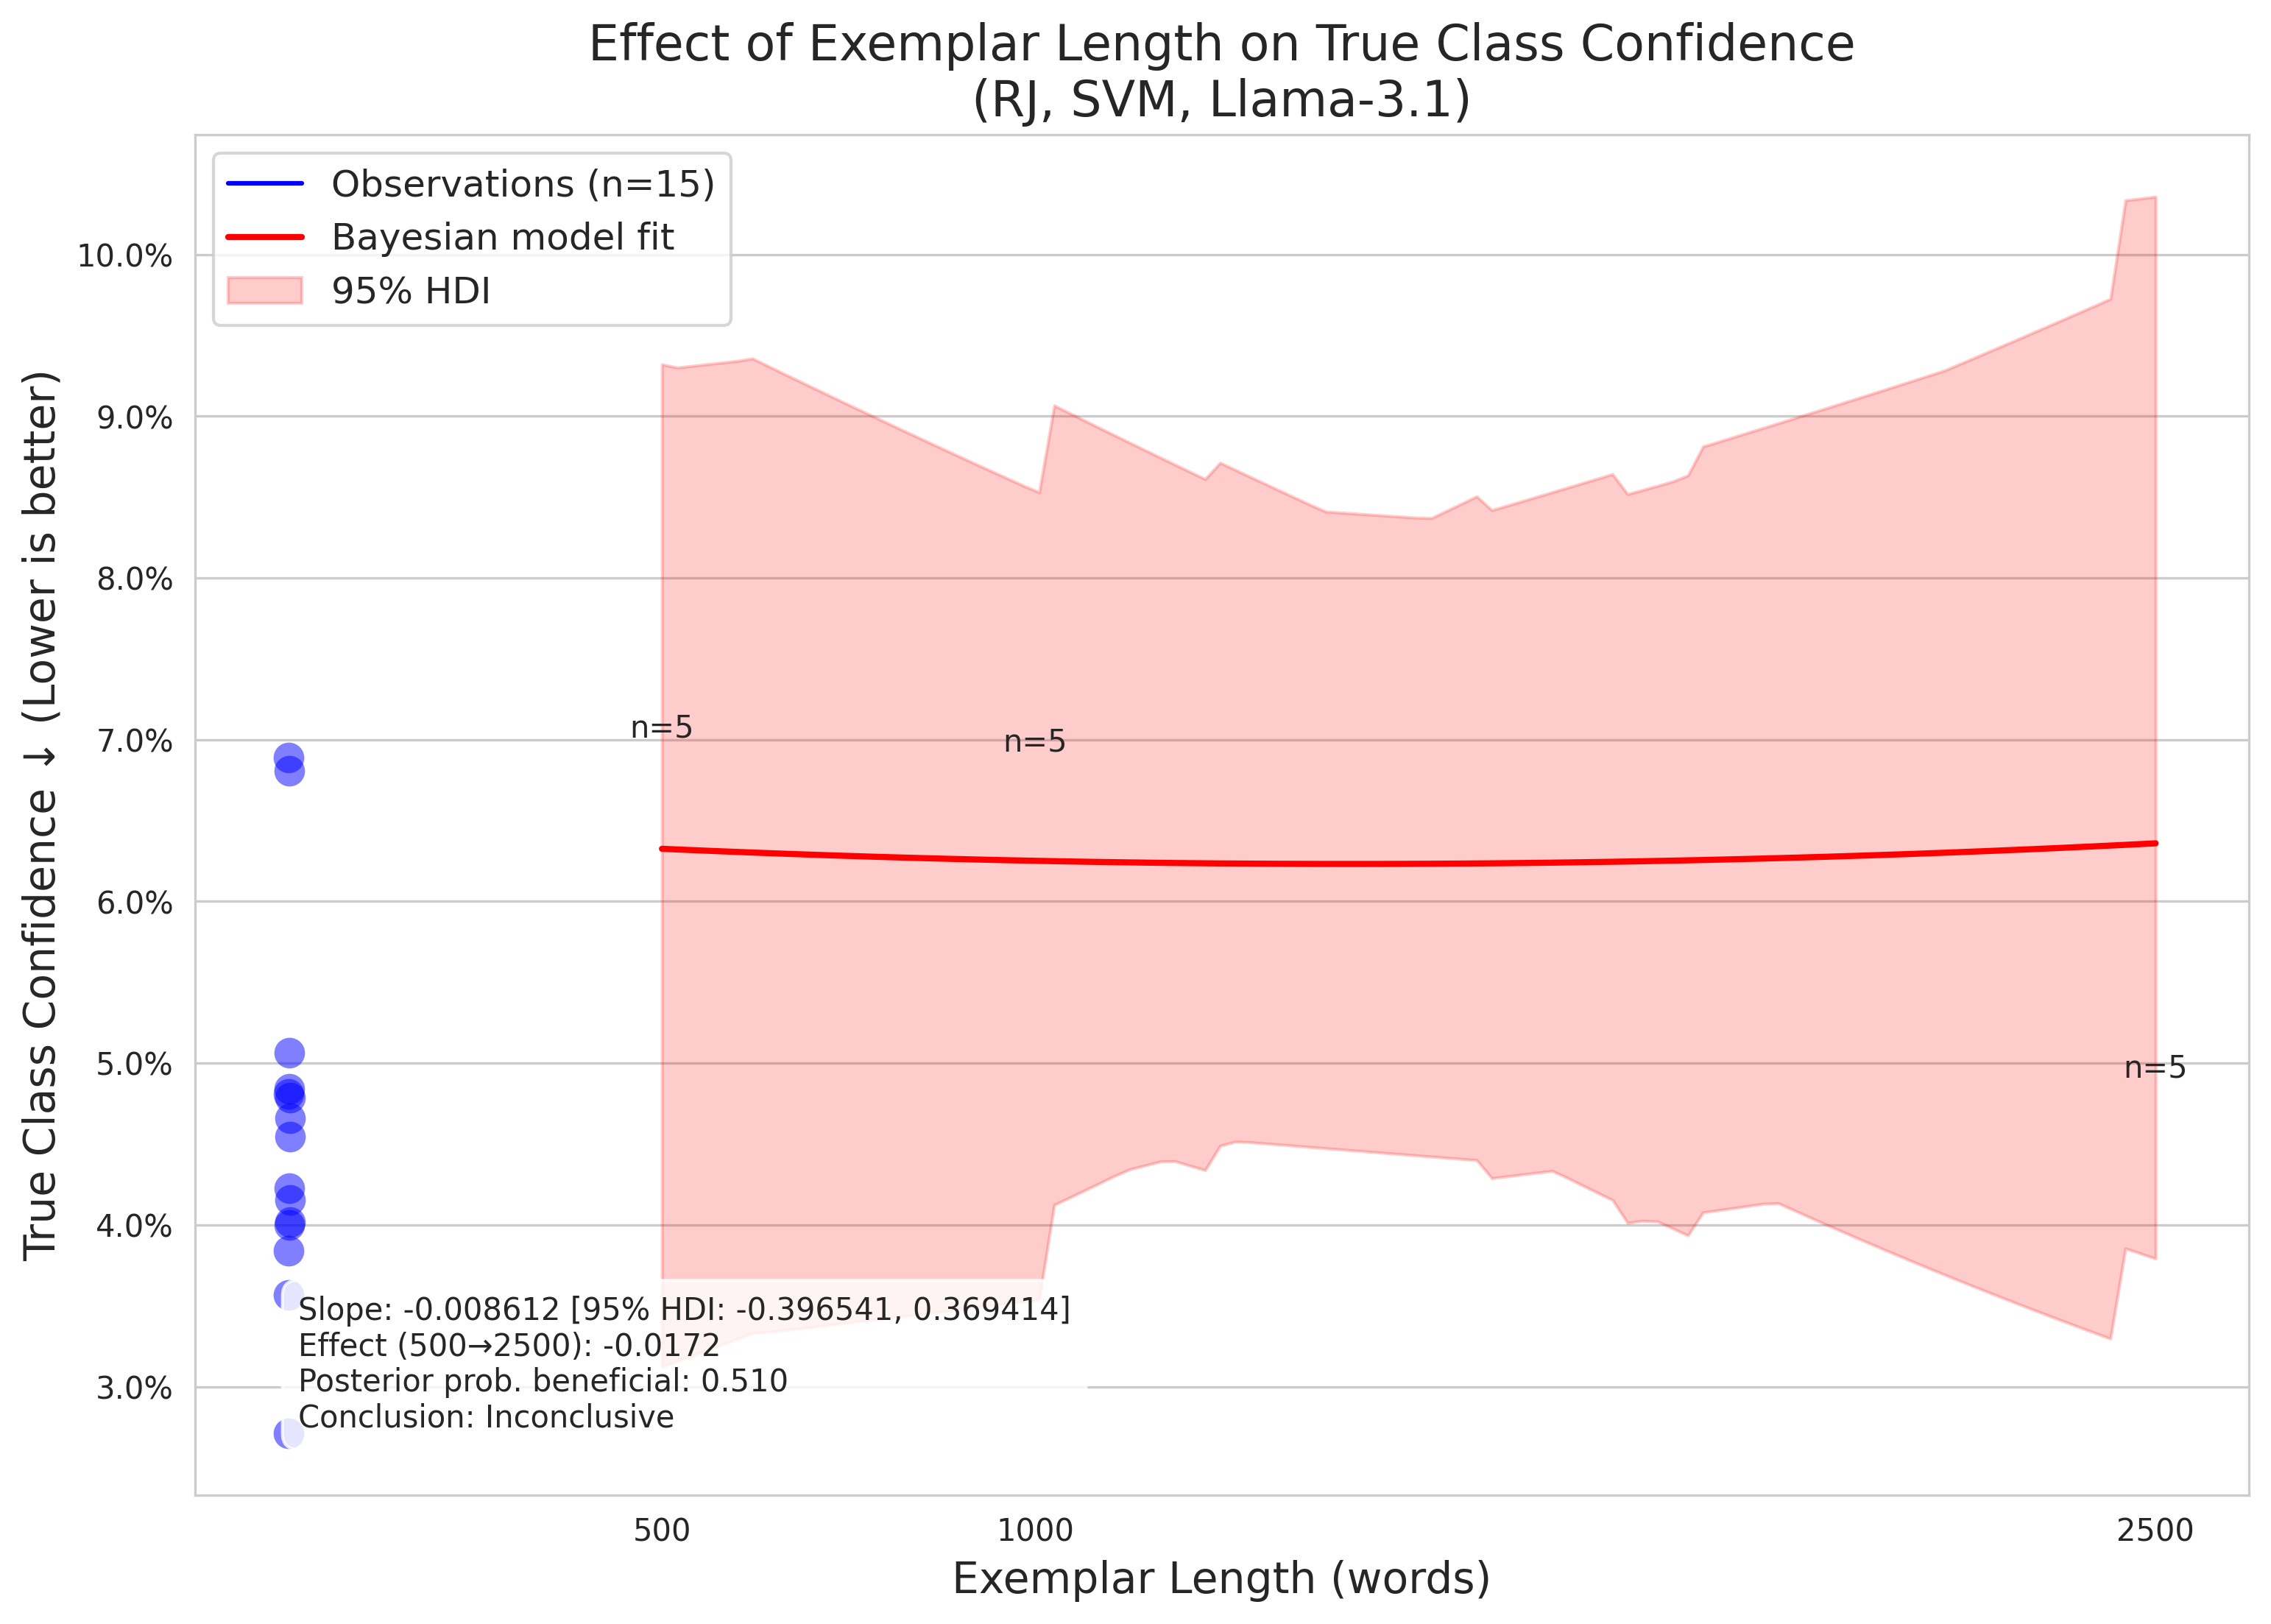 Effect of Exemplar Length on True Class Confidence
(RJ, SVM, Llama-3.1)
Observations (n=15)
Bayesian model fit
95% HDI
True Class Confidence ↓ (Lower is better)
10.0%
9.0%
8.0%
7.0%
6.0%
5.0%
4.0%
3.0%
n=5
n=5
n=5
Slope: -0.008612 [95% HDI: -0.396541, 0.369414]
Effect (500→2500): -0.0172
Posterior prob. beneficial: 0.510
Conclusion: Inconclusive
500
1000
2500
Exemplar Length (words)